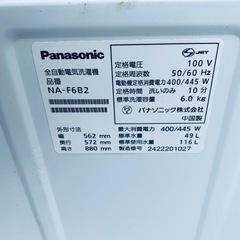 Panasonic
全自動電気洗濯機
品番
NA-F6B2
外形寸法
幅 562 mm
奥行 572 mm
高さ 880 mm
JET
定格電圧 100 V
定格周波数 50/60 Hz
電動機定格消費電力 400/445 W
定格時間 洗いのみ 10 分
標準洗濯容量 6.0 kg
パナソニック株式会社
中国製
最大消費電力 400/445 W
標準水量 49 L
標準使用水量 116 L
製造番号 2422201027